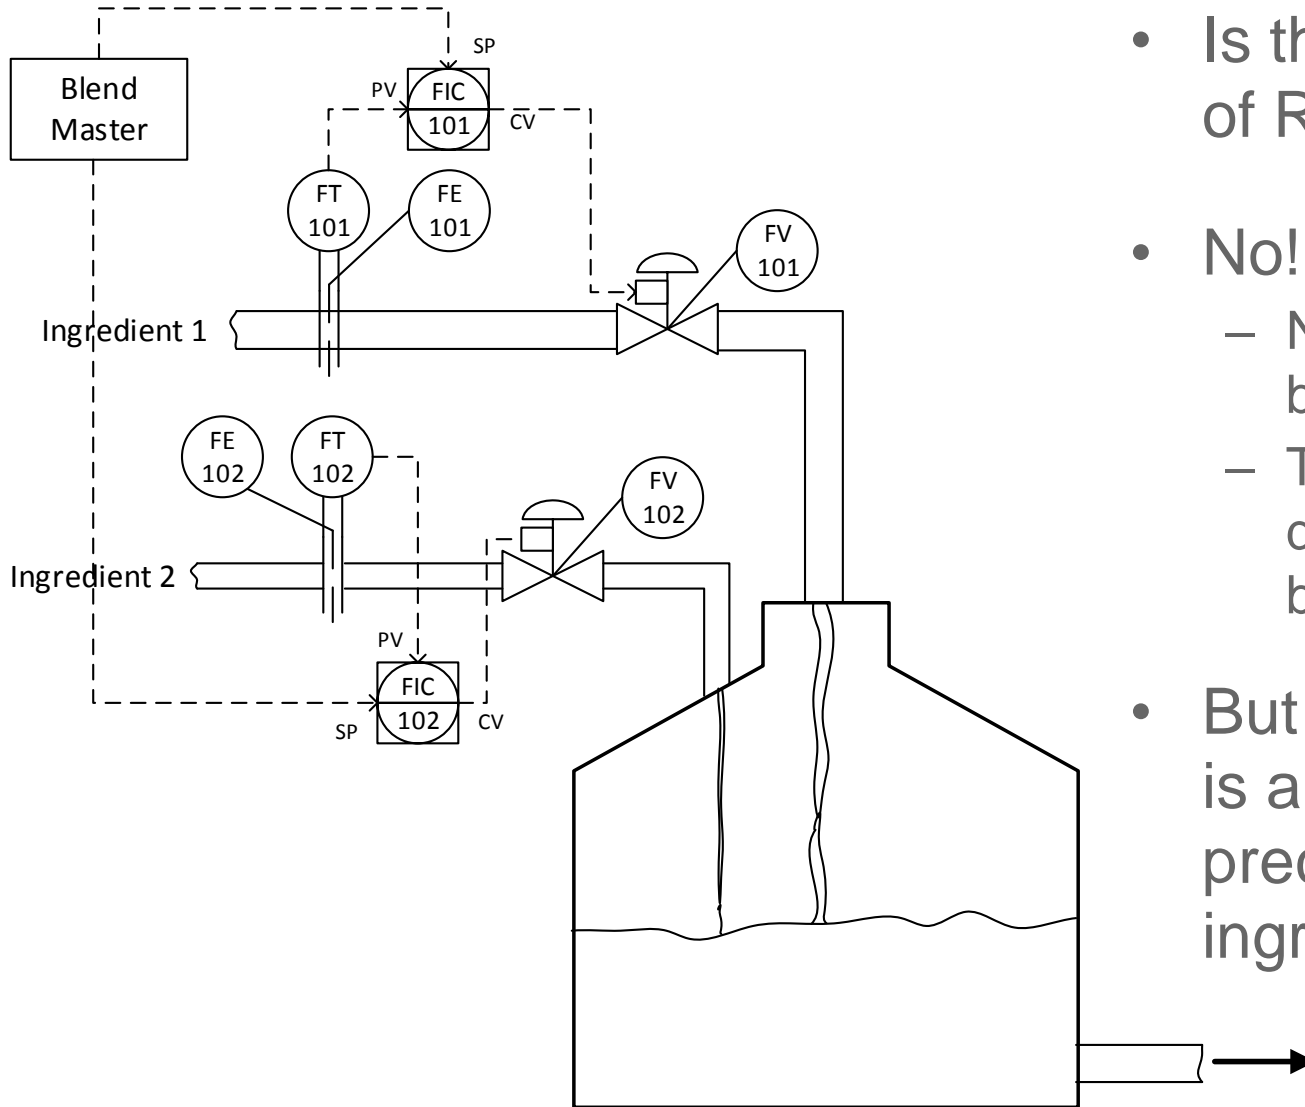 Blend
Master
SP
PV
FIC
101
CV
FT
101
FE
101
FV
101
Ingredient 1
FE
102
FT
102
FV
102
Ingredient 2
PV
FIC
102
SP
CV
• Is th
of R
• No!
– N
b
– T
b
• But
is a
pred
ingr